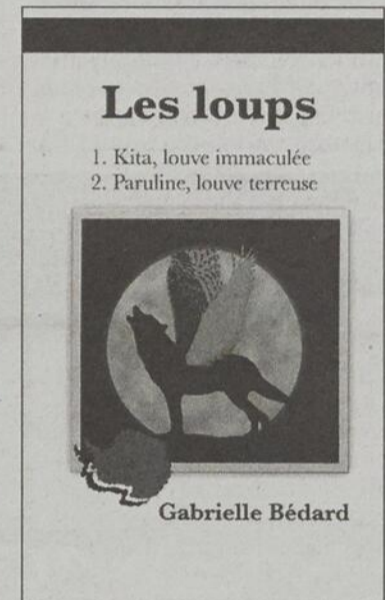 Les loups
1. Kita, louve immaculée
2. Paruline, louve terreuse
Gabrielle Bédard